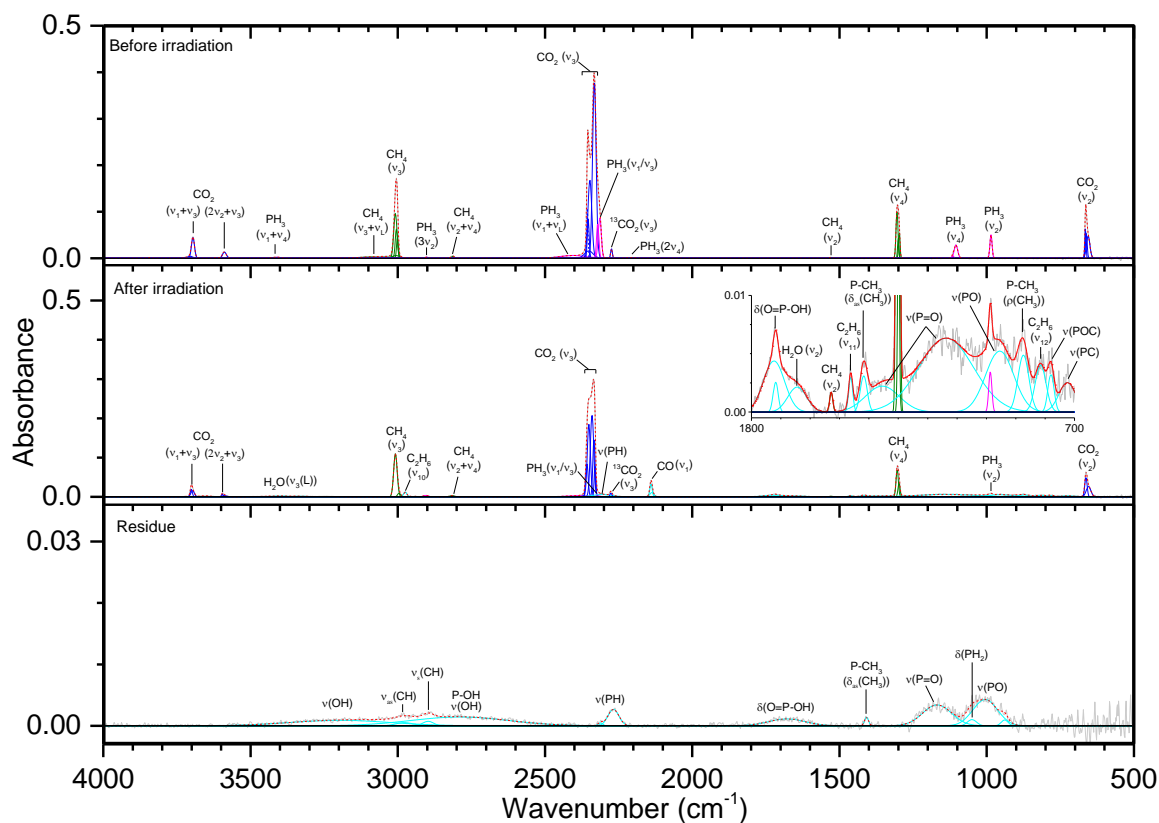 0.5
Before irradiation
CO2 (ν3)
CH4
(ν3)
PH3(ν1/ν3)
CO2
(ν1+ν3) (2ν2+ν3)
PH3
(ν1+ν4)
CH4
(ν3+νL)
PH3
(3ν2)
CH4
(ν2+ν4)
PH3
(ν1+νL)
13CO2(ν3)
PH3(2ν4)
CH4
(ν2)
CH4
(ν4)
PH3
(ν4)
PH3
(ν2)
CO2
(ν2)
0.0
0.5
After irradiation
CO2 (ν3)
CO2
(ν1+ν3) (2ν2+ν3)
H2O(ν3(L))
CH4
(ν3)
C2H6
(ν10)
CH4
(ν2+ν4)
PH3(ν1/ν3)
ν(PH)
13CO2
(ν3)
CO(ν1)
CH4
(ν4)
PH3
(ν2)
CO2
(ν2)
0.0
0.01
δ(O=P-OH)
H2O(ν2)
CH4
(ν2)
C2H6
(ν11)
P-CH3
(δas(CH3))
ν(P=O)
ν(PO)
P-CH3
(ρ(CH3))
C2H6
(ν12)
ν(POC)
ν(PC)
0.00
1800
700
Residue
0.03
ν(OH)
νas(CH)
νs(CH)
P-OH
ν(OH)
ν(PH)
δ(O=P-OH)
P-CH3
(δas(CH3))
ν(P=O)
δ(PH2)
ν(PO)
0.00
4000 3500 3000 2500 2000 1500 1000 500
Wavenumber (cm-1)
Absorbance